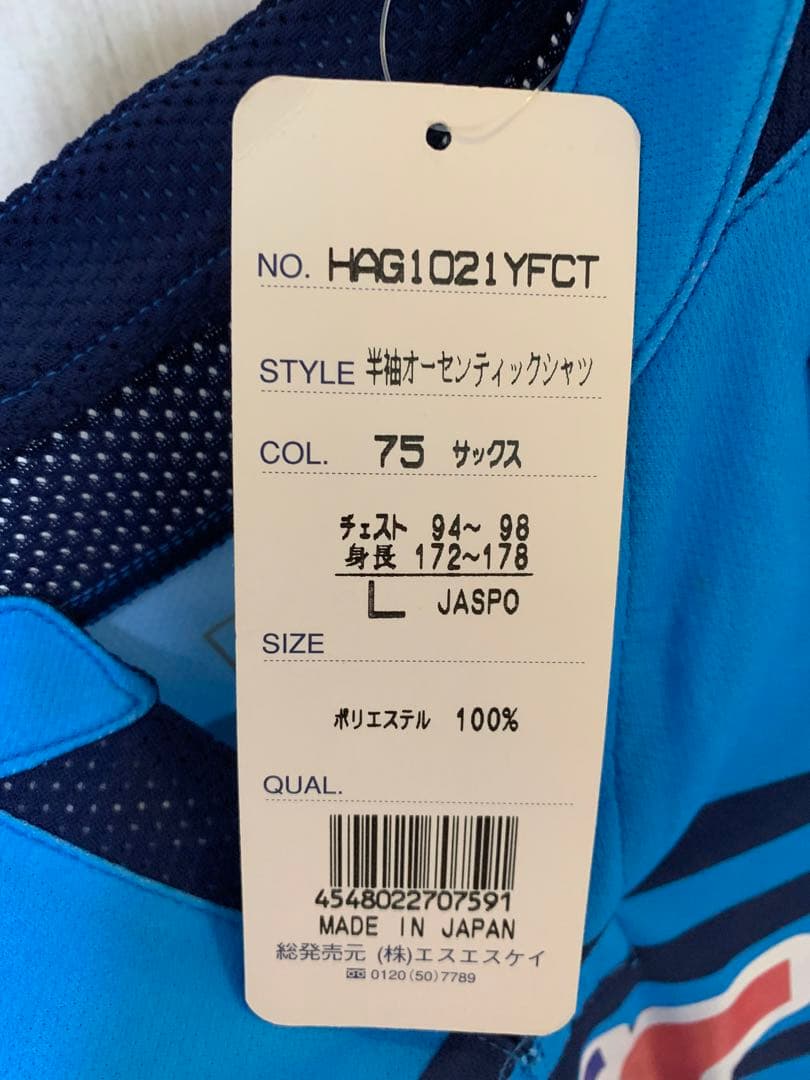 NO. HAG1021YFCT
STYLE 半袖オーセンティックシャツ
COL. 75 サックス
チェスト 94~ 98
身長 172~178
L JASPO
SIZE
ポリエステル 100%
QUAL.
4548022707591
MADE IN JAPAN
総発売元 (株)エスエスケイ
0120(50)7789